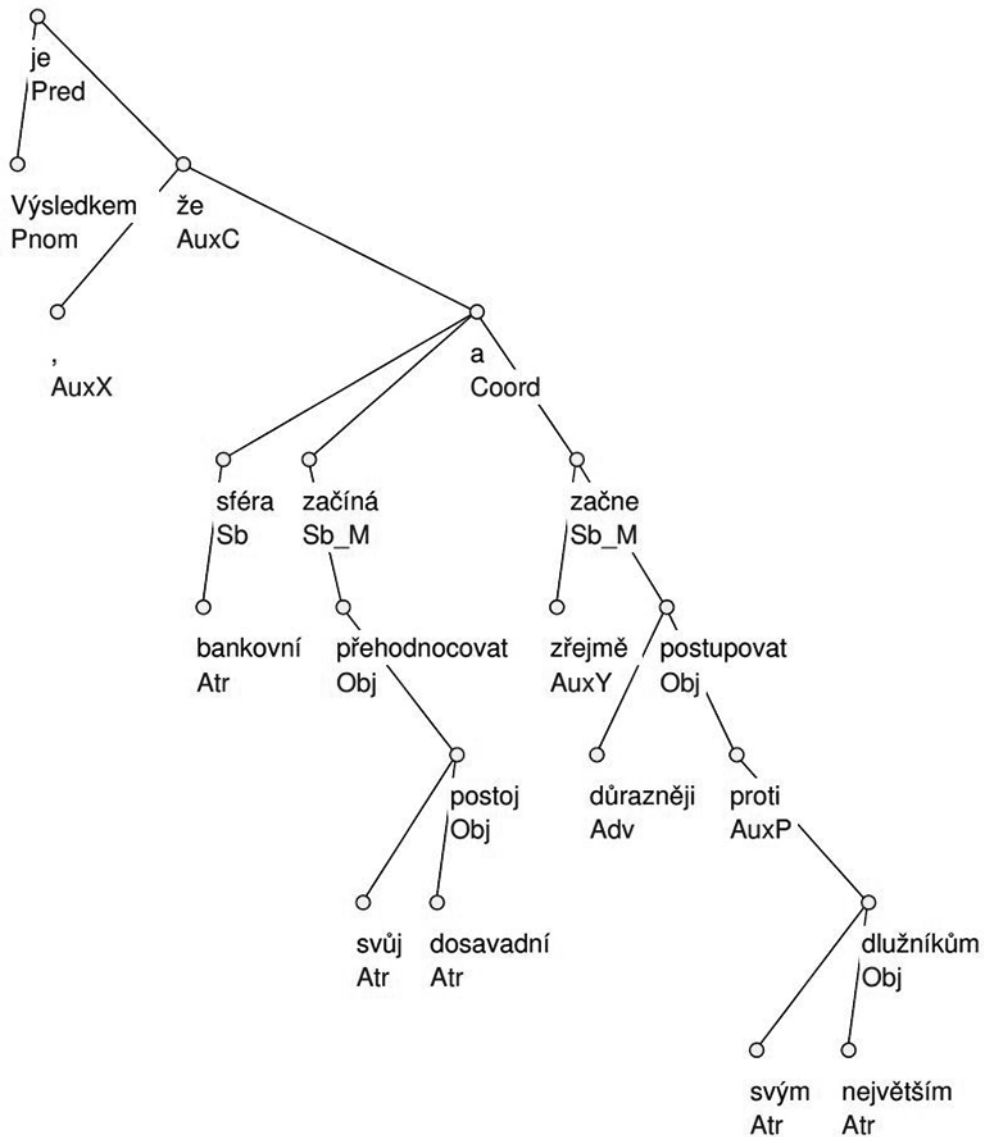 je
Pred
Výsledkem
Pnom
že
AuxC
,
AuxX
a
Coord
sféra
Sb
začíná
Sb_M
začne
Sb_M
bankovní
Atr
přehodnocovat
Obj
zřejmě
AuxY
postupovat
Obj
postoj
Obj
důrazněji
Adv
proti
AuxP
svůj
Atr
dosavadní
Atr
dlužníkům
Obj
svým
Atr
největším
Atr